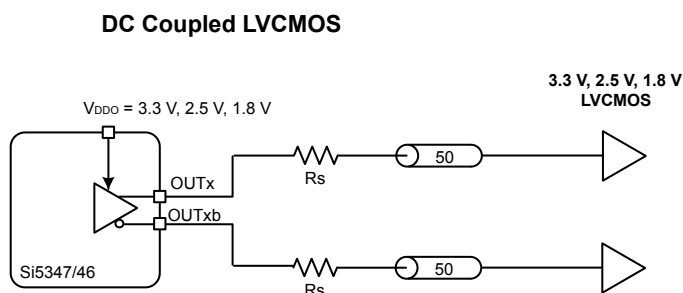 DC Coupled LVCMOS
3.3 V, 2.5 V, 1.8 V
LVCMOS
VDDO = 3.3 V, 2.5 V, 1.8 V
OUTx
Rs
50
OUTxb
Si5347/46
Rs
50